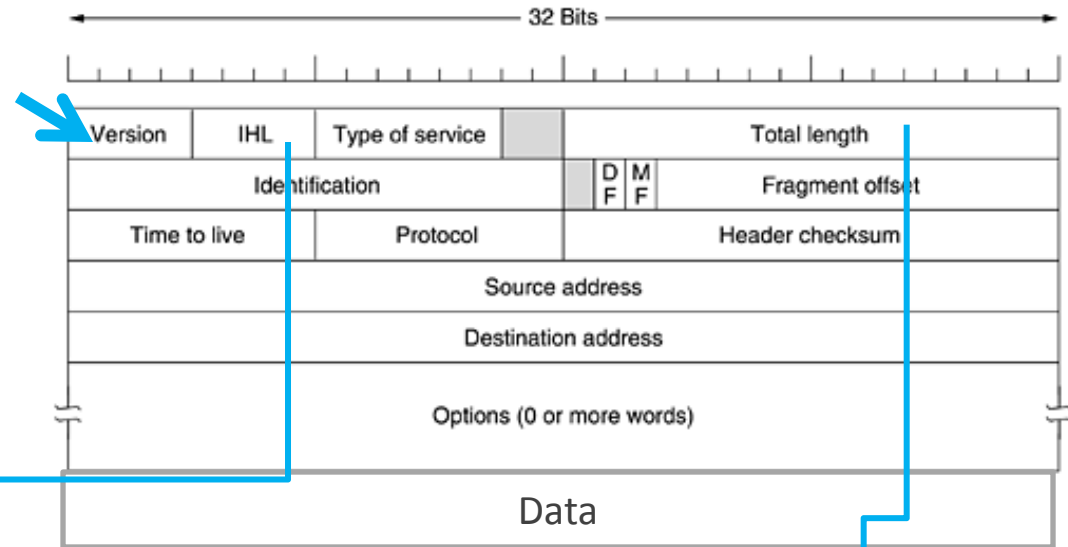 32 Bits
Version IHL Type of service Total length
Identification D F M F Fragment offset
Time to live Protocol Header checksum
Source address
Destination address
Options (0 or more words)
Data